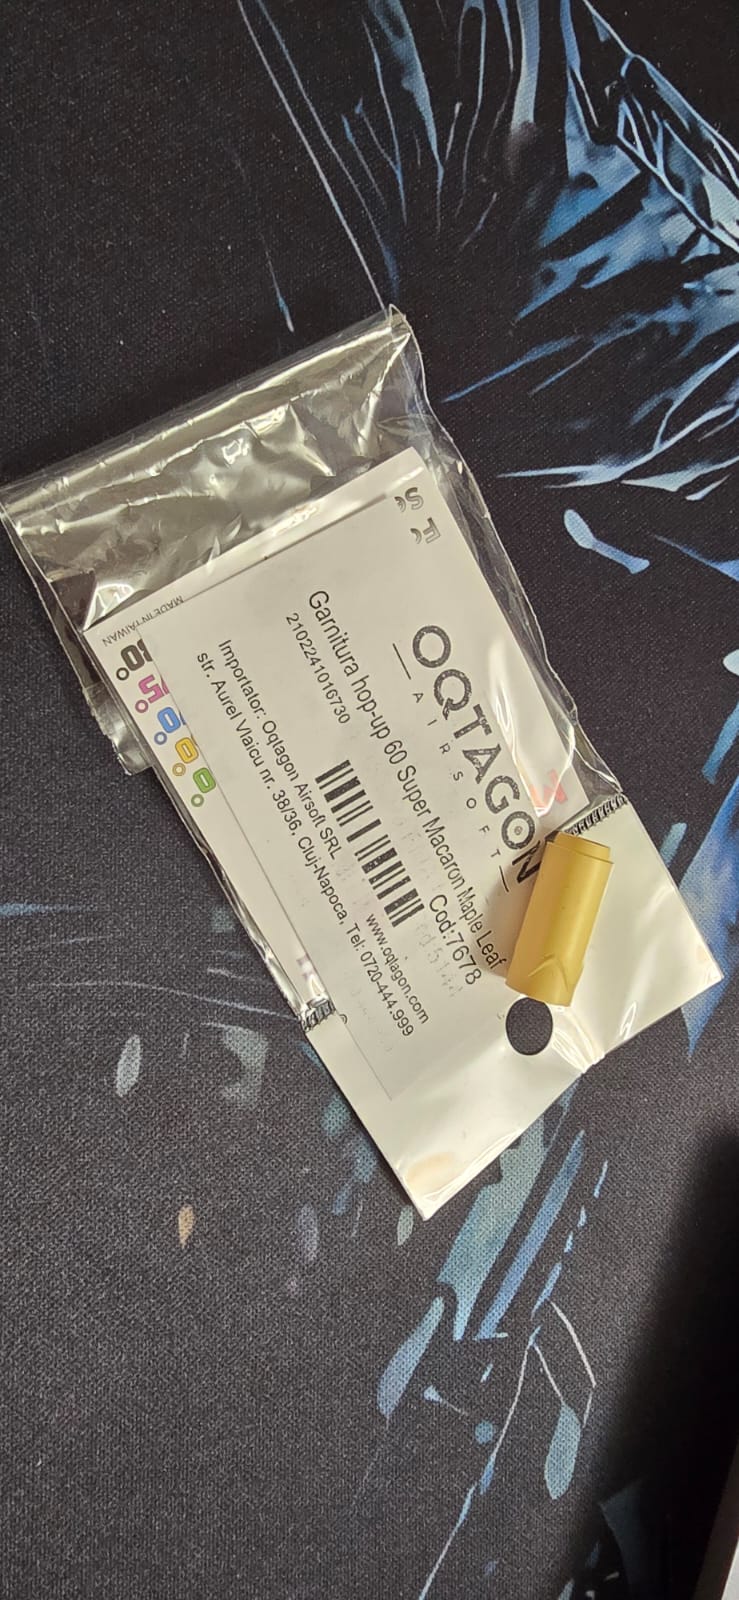 OQTAGON
AIRSOFT
Garnitura hop-up 60 Super Macaron Maple Leaf
2102241016730
Cod:7678
Importator: Oqtagon Airsoft SRL
www.oqtagon.com
str. Aurel Vlaicu nr. 38/36, Cluj-Napoca, Tel: 0720-444.999
MADE IN TAIWAN